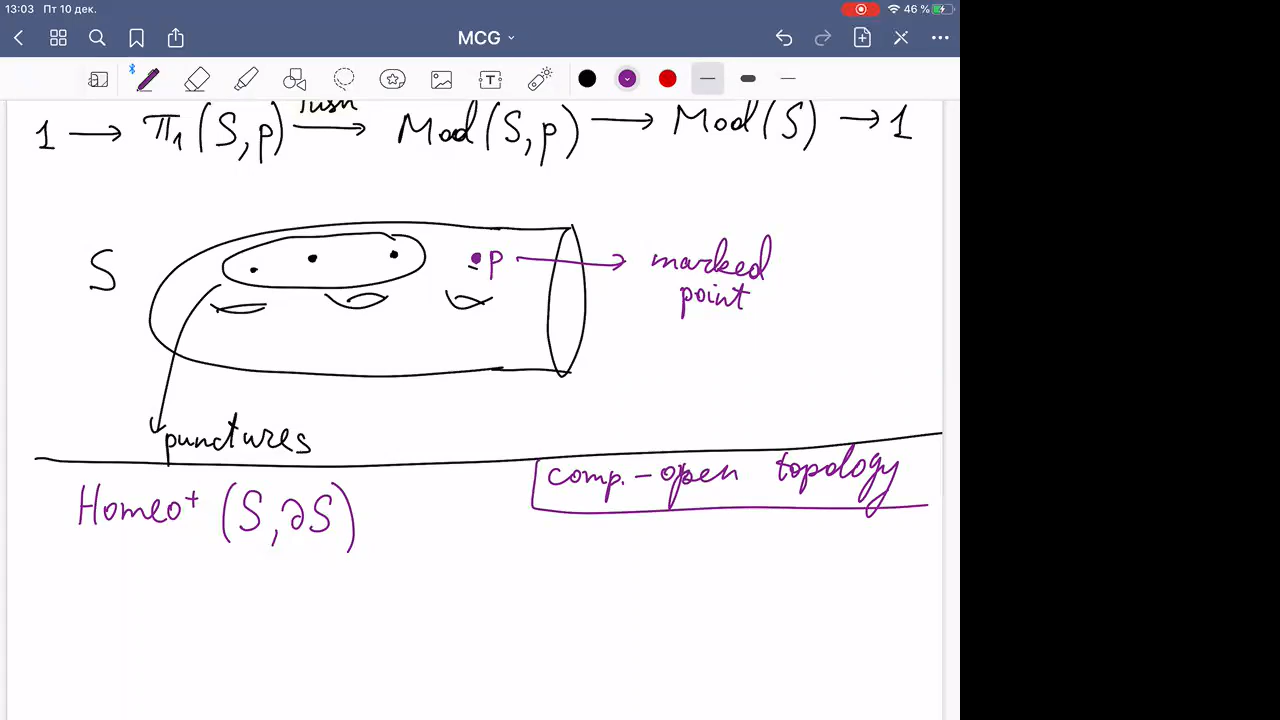 13:03 Пт 10 дек. 46 %
MCG
T
Push
1 → π₁(S,p) → Mod(S,p) → Mod(S) → 1
S
p → marked
point
punctures
comp.-open topology
Homeo⁺(S,∂S)